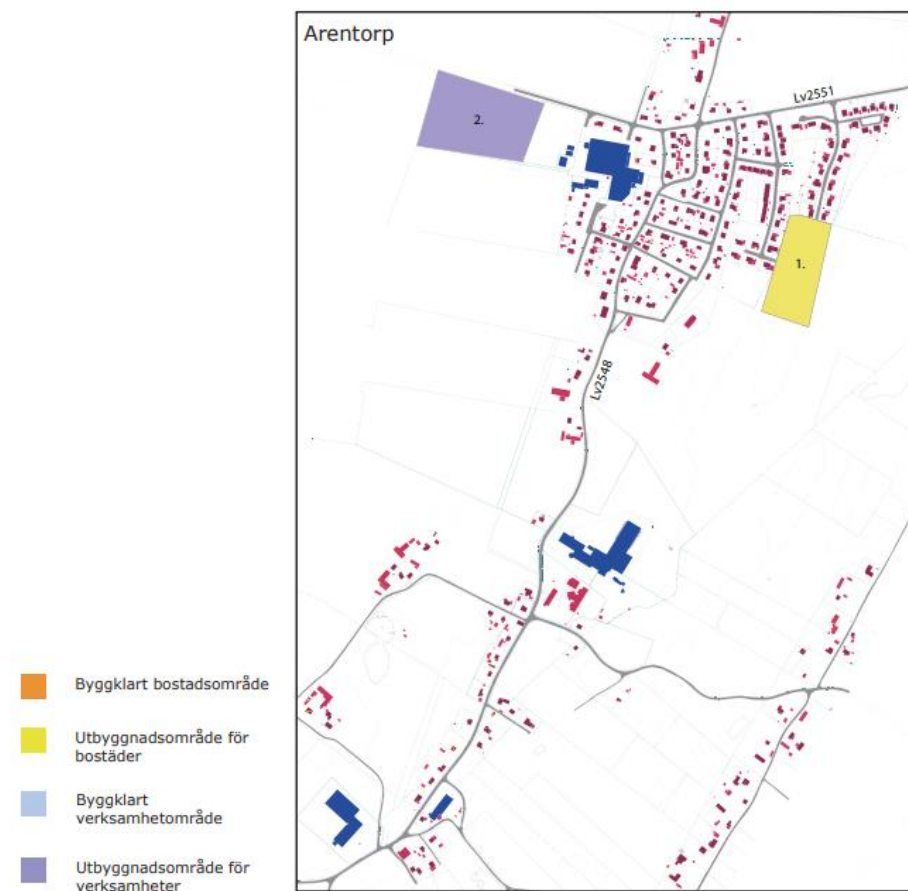 Arentorp
Lv2551
2.
1.
Lv2548
Byggklart bostadsområde
Utbyggnadsområde för
bostäder
Byggklart
verksamhetområde
Utbyggnadsområde för
verksamheter